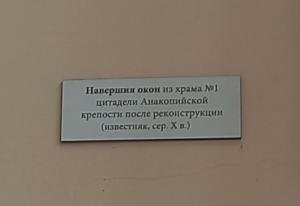 Навершия окон из храма №1
цитадели Анакопийской
крепости после реконструкции
(известняк, сер. X в.)